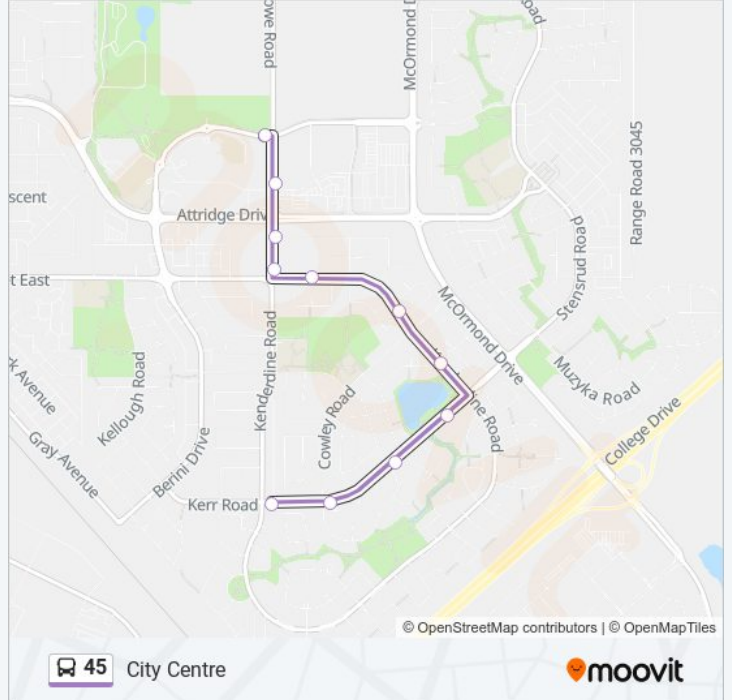 owe Road
McOrmond D
oad
Range Road 3045
scent
Attridge Driv
Stensrud Road
t East
McOrmond Drive
Kenderdine Road
ine Road
Muzyka Road
Kellough Road
Cowley Road
k Avenue
Gray Avenue
Berini Drive
College Drive
Kerr Road
© OpenStreetMap contributors | © OpenMapTiles
45 City Centre
moovit